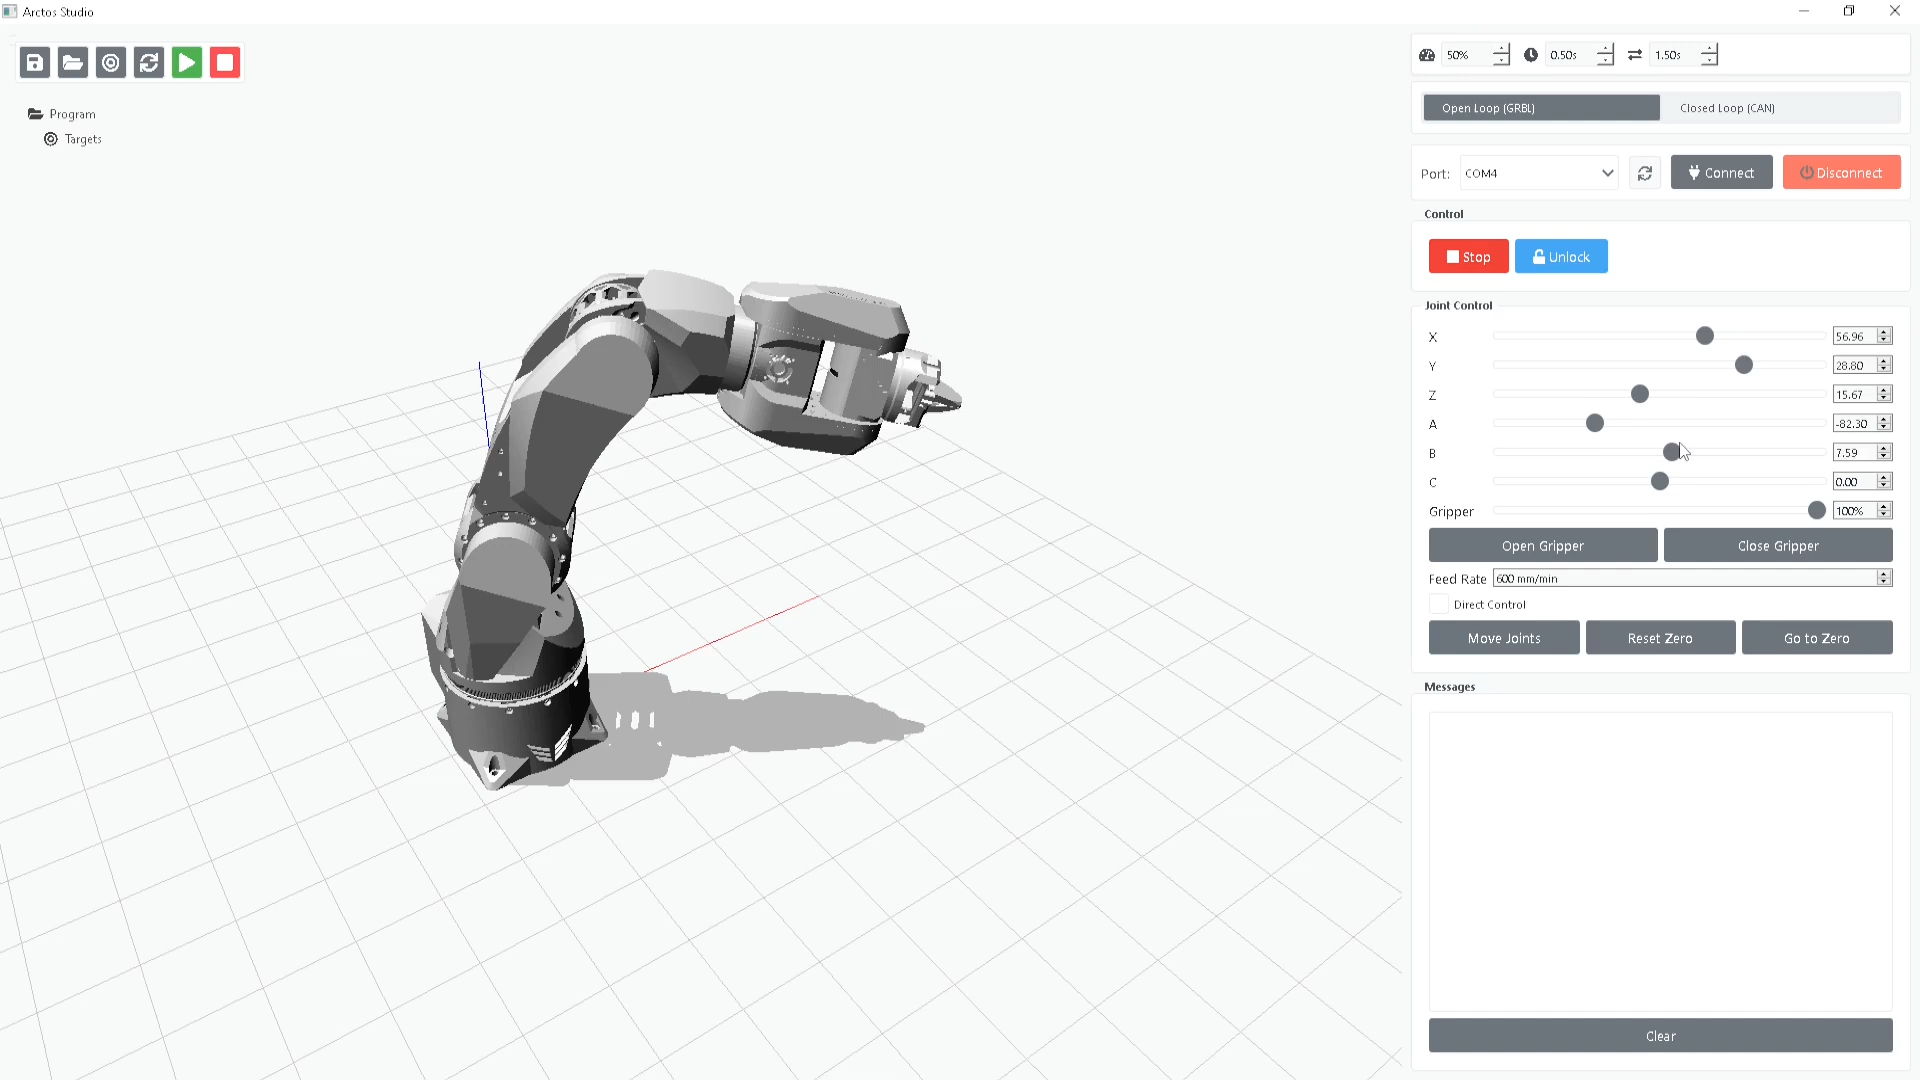 Arctos Studio
50%
0.50s
1.50s
Program
Targets
Open Loop (GRBL)
Closed Loop (CAN)
Port:
COM4
Connect
Disconnect
Control
Stop
Unlock
Joint Control
X
56.96
Y
28.80
Z
15.67
A
-82.30
B
7.59
C
0.00
Gripper
100%
Open Gripper
Close Gripper
Feed Rate
600 mm/min
Direct Control
Move Joints
Reset Zero
Go to Zero
Messages
Clear